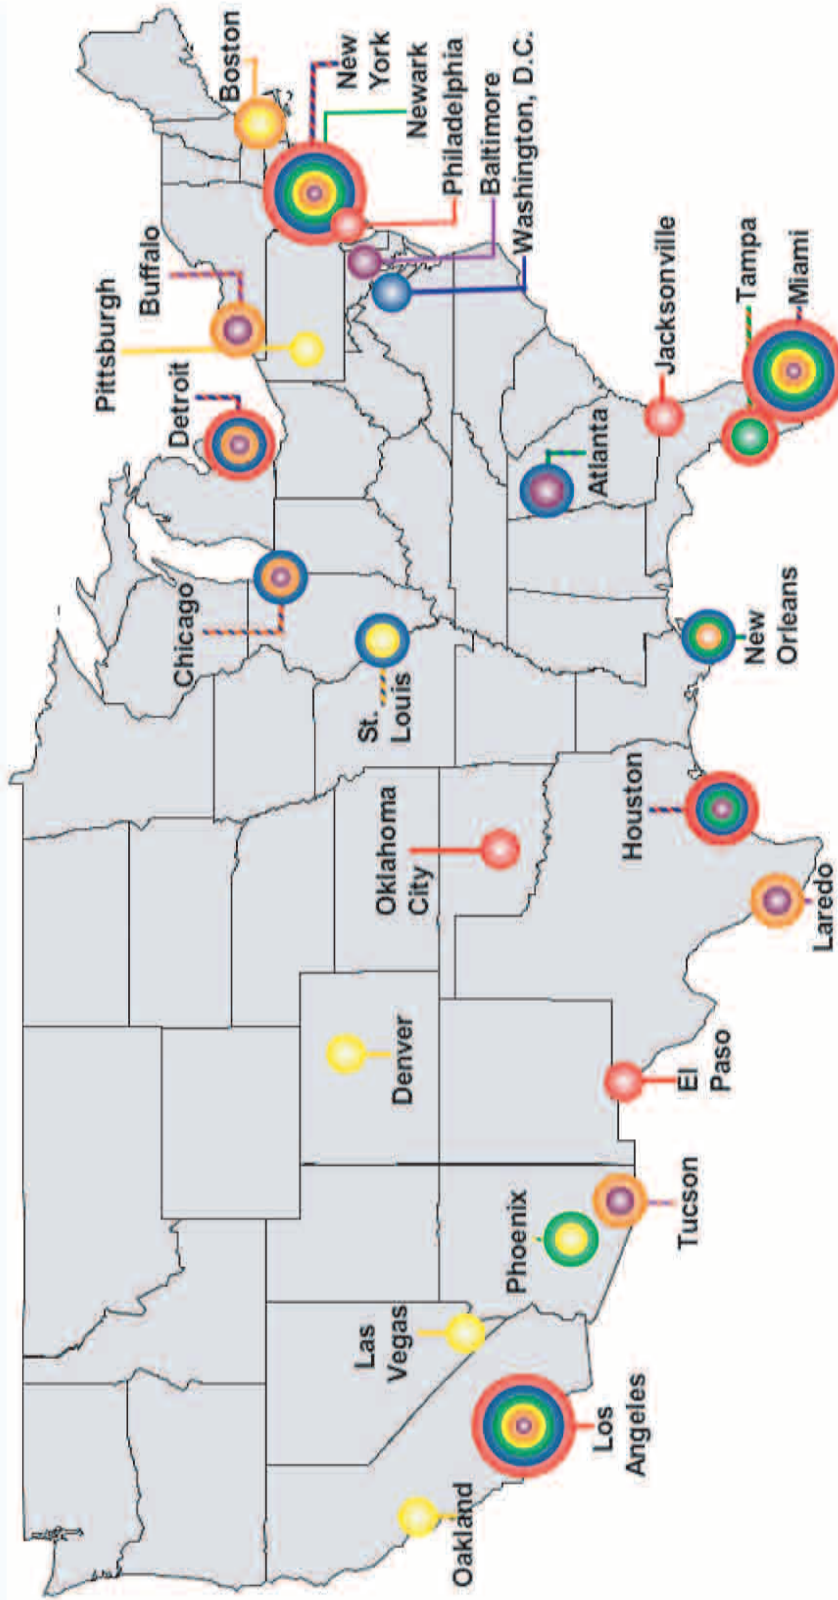 Boston
New
York
Newark
Philadelphia
Baltimore
Washington, D.C.
Buffalo
Pittsburgh
Detroit
Chicago
St.
Louis
Atlanta
Jacksonville
Tampa
Miami
New
Orleans
Oklahoma
City
Houston
Laredo
Denver
El
Paso
Tucson
Phoenix
Las
Vegas
Los
Angeles
Oakland